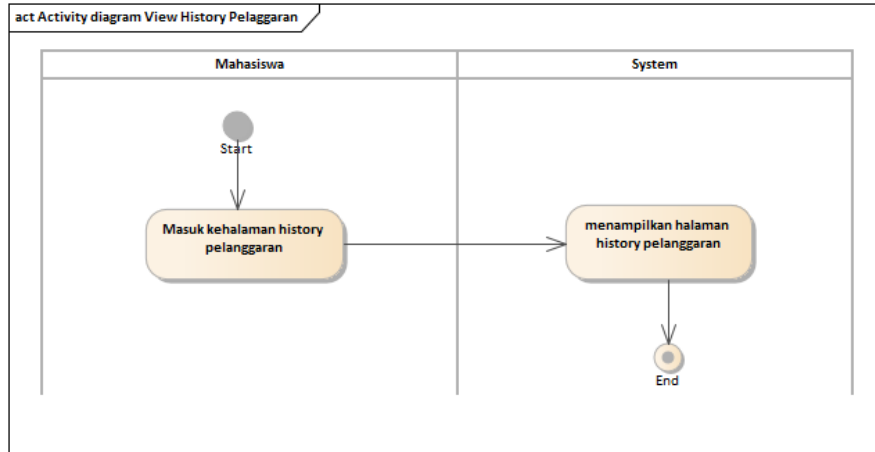 act Activity diagram View History Pelaggaran
Mahasiswa
System
Start
Masuk kehalaman history
pelanggaran
menampilkan halaman
history pelanggaran
End